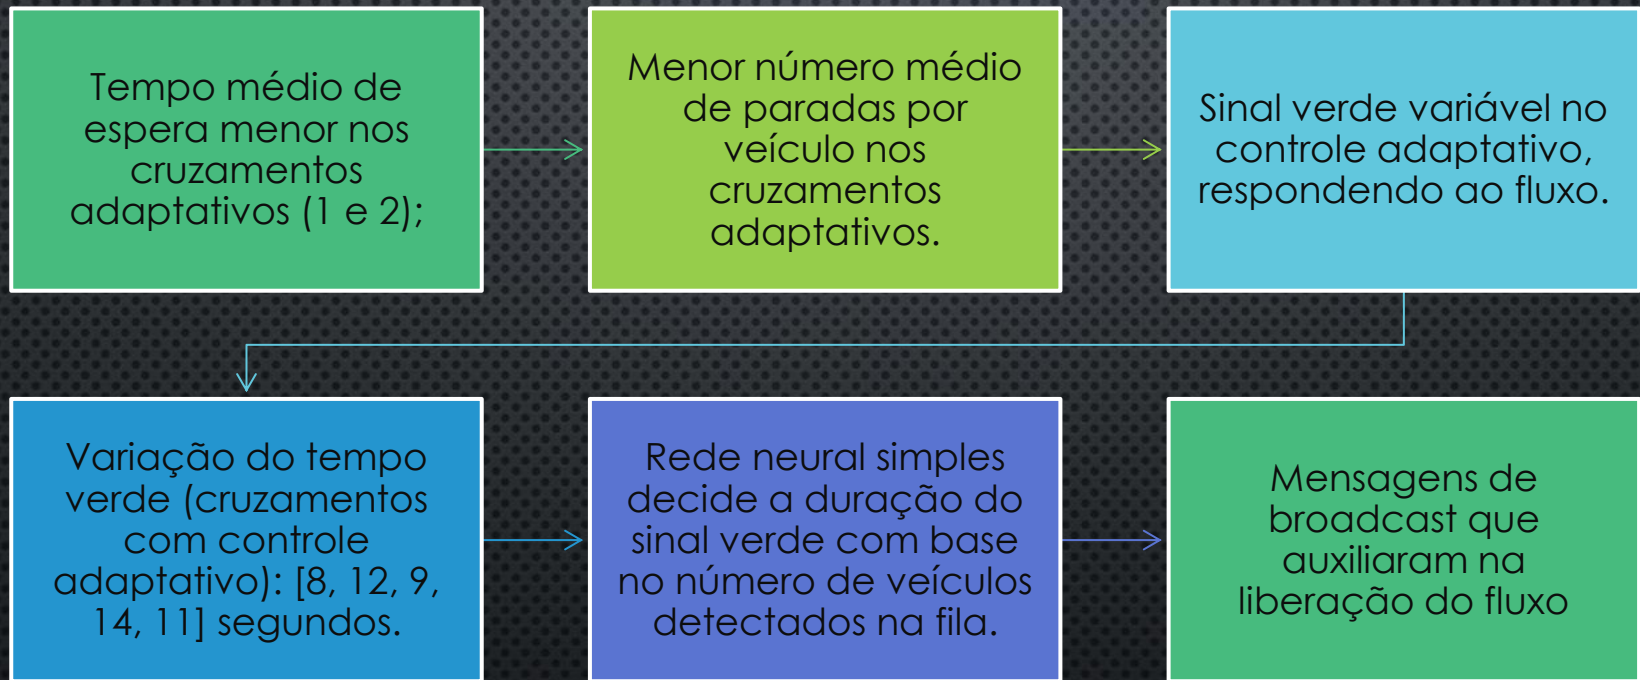 Tempo médio de
espera menor nos
cruzamentos
adaptativos (1 e 2);
Menor número médio
de paradas por
veículo nos
cruzamentos
adaptativos.
Sinal verde variável no
controle adaptativo,
respondendo ao fluxo.
Variação do tempo
verde (cruzamentos
com controle
adaptativo): [8, 12, 9,
14, 11] segundos.
Rede neural simples
decide a duração do
sinal verde com base
no número de veículos
detectados na fila.
Mensagens de
broadcast que
auxiliaram na
liberação do fluxo